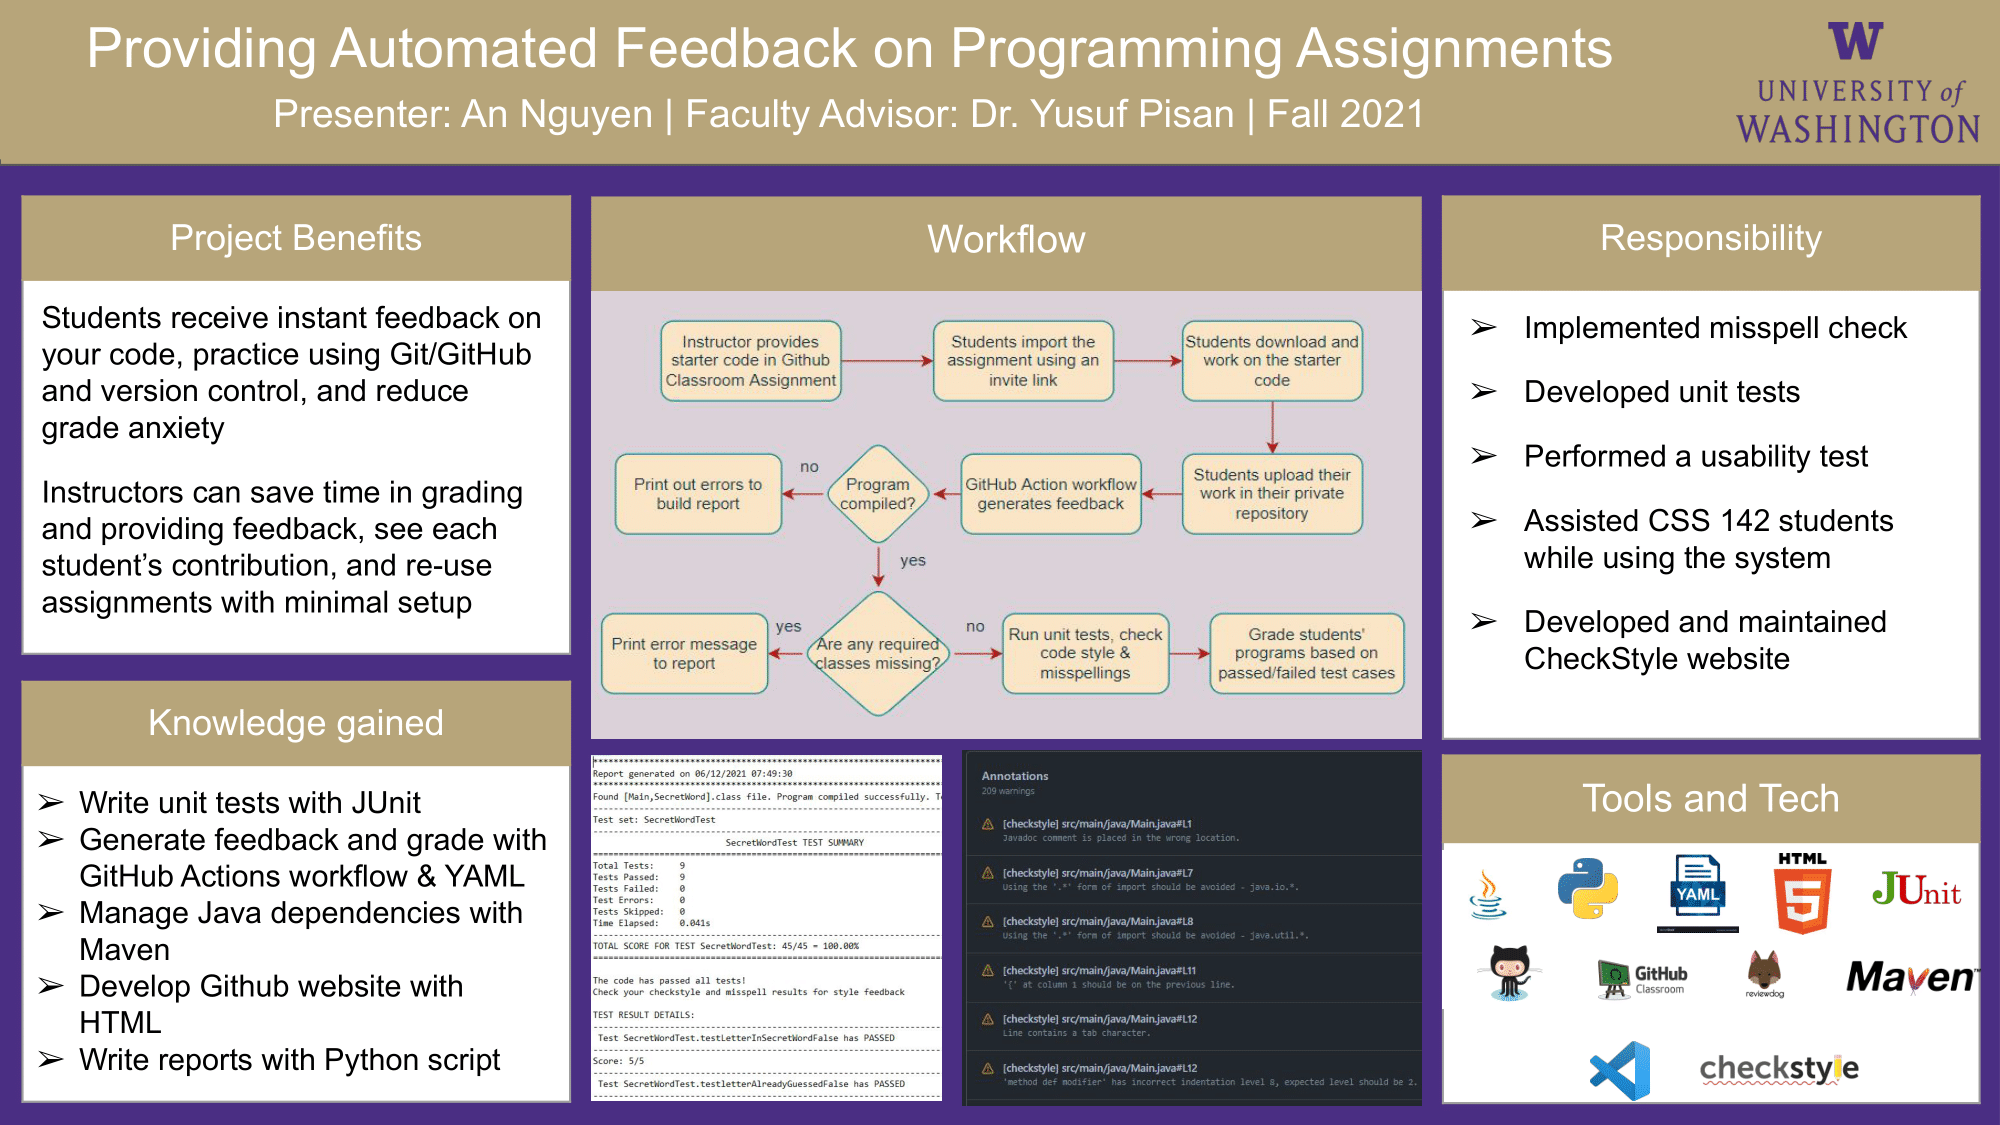 Providing Automated Feedback on Programming Assignments
Presenter: An Nguyen | Faculty Advisor: Dr. Yusuf Pisan | Fall 2021
W
UNIVERSITY of
WASHINGTON
Project Benefits
Students receive instant feedback on
your code, practice using Git/GitHub
and version control, and reduce
grade anxiety
Instructors can save time in grading
and providing feedback, see each
student’s contribution, and re-use
assignments with minimal setup
Knowledge gained
➢ Write unit tests with JUnit
➢ Generate feedback and grade with
GitHub Actions workflow & YAML
➢ Manage Java dependencies with
Maven
➢ Develop Github website with
HTML
➢ Write reports with Python script
Workflow
Instructor provides
starter code in Github
Classroom Assignment
Students import the
assignment using an
invite link
Students download and
work on the starter
code
Print out errors to
build report
no
Program
compiled?
GitHub Action workflow
generates feedback
Students upload their
work in their private
repository
yes
Print error message
to report
yes
Are any required
classes missing?
no
Run unit tests, check
code style &
misspellings
Grade students'
programs based on
passed/failed test cases
Report generated on 06/12/2021 07:49:30
Found [Main,SecretWord].class file. Program compiled successfully.
Test set: SecretWordTest
SecretWordTest TEST SUMMARY
Total Tests: 9
Tests Passed: 9
Tests Failed: 0
Test Errors: 0
Tests Skipped: 0
Time Elapsed: 0.041s
TOTAL SCORE FOR TEST SecretWordTest: 45/45 = 100.00%
The code has passed all tests!
Check your checkstyle and misspell results for style feedback
TEST RESULT DETAILS:
Test SecretWordTest.testLetterInSecretWordFalse has PASSED
Score: 5/5
Test SecretWordTest.testletterAlreadyGuessedFalse has PASSED
Annotations
209 warnings
[checkstyle] src/main/java/Main.java#L1
Javadoc comment is placed in the wrong location.
[checkstyle] src/main/java/Main.java#L7
Using the '.*' form of import should be avoided - java.io.*.
[checkstyle] src/main/java/Main.java#L8
Using the '.*' form of import should be avoided - java.util.*.
[checkstyle] src/main/java/Main.java#L11
'{' at column 1 should be on the previous line.
[checkstyle] src/main/java/Main.java#L12
Line contains a tab character.
[checkstyle] src/main/java/Main.java#L12
'method def modifier' has incorrect indentation level 8, expected level should be 2.
Responsibility
➢ Implemented misspell check
➢ Developed unit tests
➢ Performed a usability test
➢ Assisted CSS 142 students
while using the system
➢ Developed and maintained
CheckStyle website
Tools and Tech
YAML
HTML
5
JUnit
GitHub
Classroom
reviewdog
Maven™
checkstyle